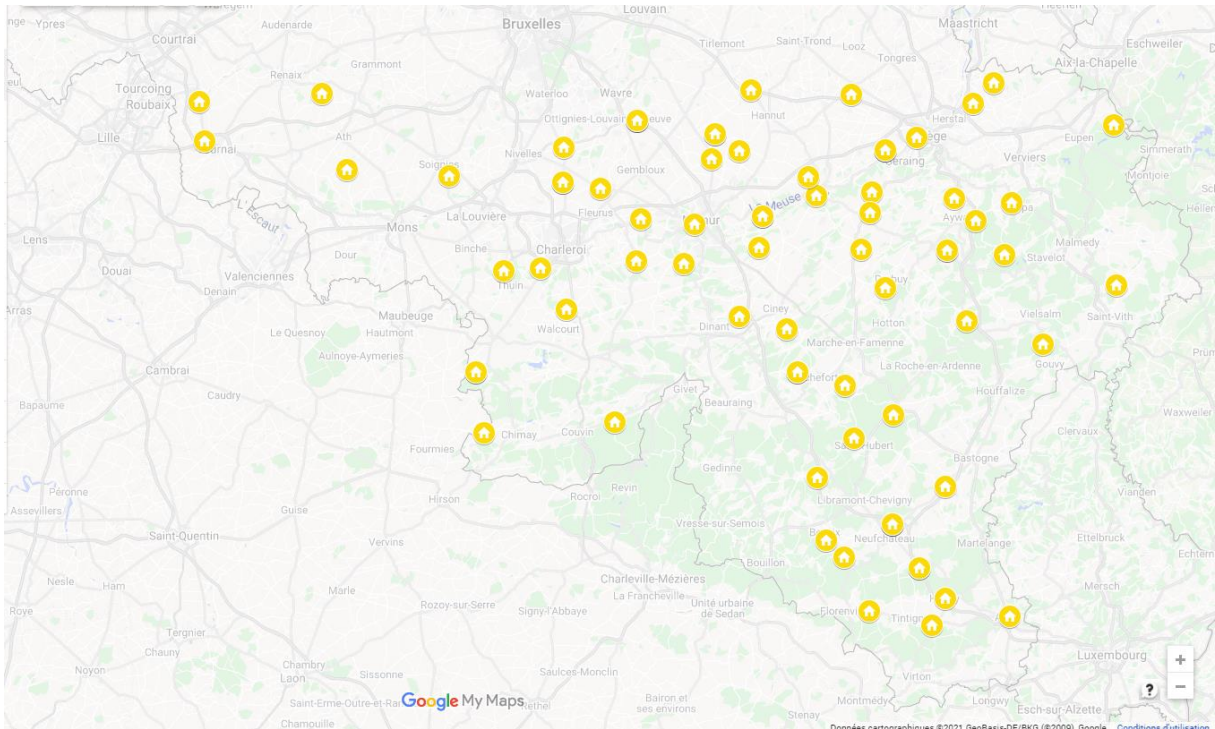 Ypres
Courtrai
Audenarde
Bruxelles
Louvain
Maastricht
Eschweiler
Tirlemont
Saint-Trond
Looz
Tongres
Aix-la-Chapelle
Renaix
Grammont
Tourcoing
Roubaix
Waterloo
Wavre
Hannut
Herstal
Lille
Ath
Ottignies-Louvain
euve
Eupen
Simmerath
Soignies
Nivelles
Gembloux
Seraing
Verviers
Montjoie
L'Escaut
La Louvière
Fleurus
La Meuse
Mons
Lens
Binche
Charleroi
Malmedy
Stavelot
Dour
Douai
Valenciennes
Thuin
Denain
Arras
Maubeuge
Walcourt
Dinant
Ciney
Hotton
Vielsalm
Saint-Vith
Le Quesnoy
Hautmont
Marche-en-Famenne
Aulnoye-Aymeries
La Roche-en-Ardenne
Gouvy
Cambrai
Houffalize
Caudry
Givet
Beauraing
Bapaume
Waxweiler
Chimay
Couvin
Clervaux
Fourmies
Gedinne
Bastogne
Péronne
Hirson
Revin
Rocroi
Vianden
Assevillers
Guise
Libramont-Chevigny
Vresse-sur-Semois
Saint-Quentin
Vervins
Neufchâteau
Martelange
Ettelbruck
Bouillon
Nesle
Ham
Marle
Charleville-Mézières
La Francheville
Mersch
Roye
Rozoy-sur-Serre
Signy-l'Abbaye
Unité urbaine
de Sedan
Tergnier
Chauny
Luxembourg
Noyon
Chambry
Laon
Sissonne
Saulces-Monclin
Virton
Montmédy
Longwy
Esch-sur-Alzette
Google My Maps
Bairon et
ses environs
Stenay
Chamouille
+
−
?
Données cartographiques ©2021 GeoBasis-DE/BKG (©2009), Google
Conditions d'utilisation